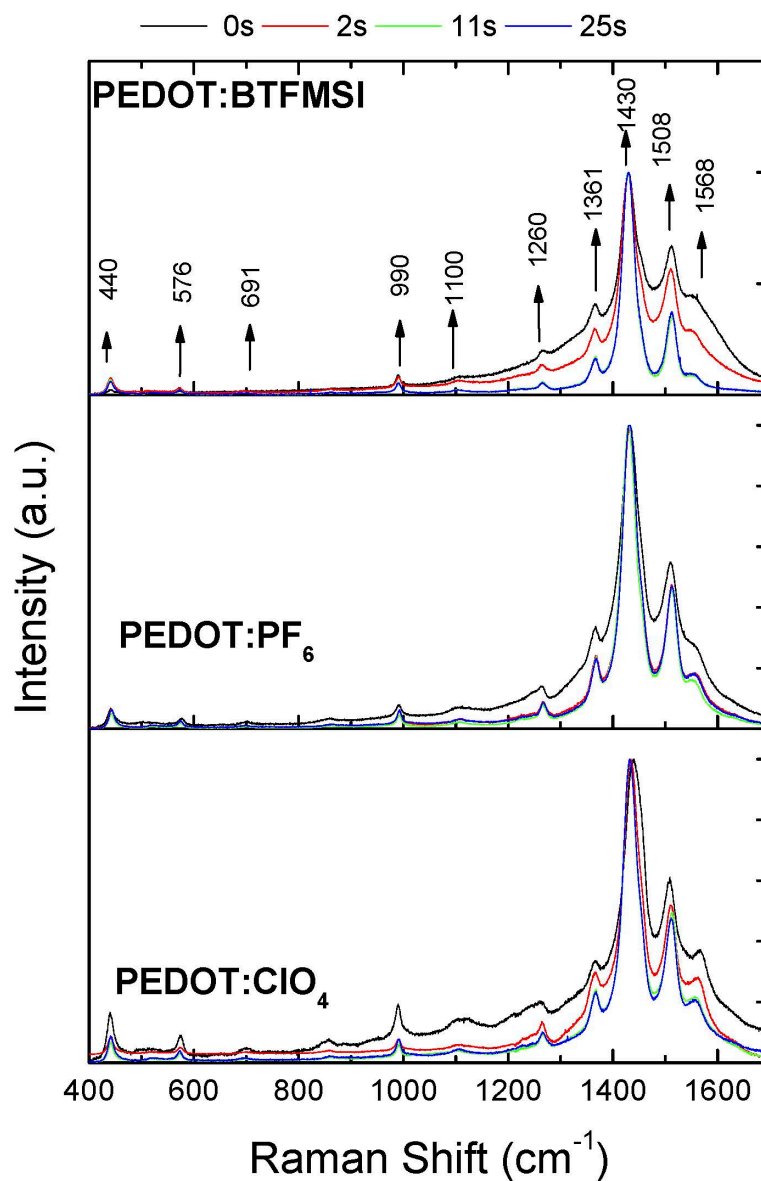 0s 2s 11s 25s
PEDOT:BTFMSI
440
576
691
990
1100
1260
1361
1430
1508
1568
PEDOT:PF₆
Intensity (a.u.)
PEDOT:ClO₄
400 600 800 1000 1200 1400 1600
Raman Shift (cm⁻¹)